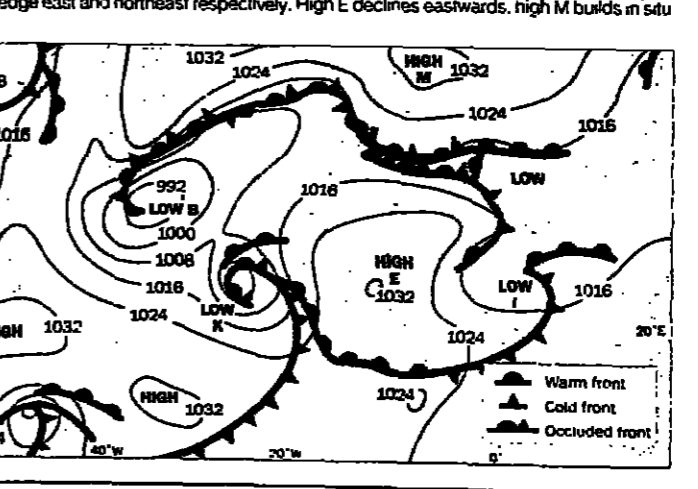 edge east and northeast respectively. High E declines eastwards. high M builds in situ
1032
HIGH
M
1032
1024
1024
1016
1016
992
LOW B
1016
LOW
1000
1008
HIGH
E
1032
1016
LOW
1016
1024
LOW
K
1032
1024
20°E
HIGH
1032
1024
Warm front
Cold front
Occluded front
40°W
20°W
0°